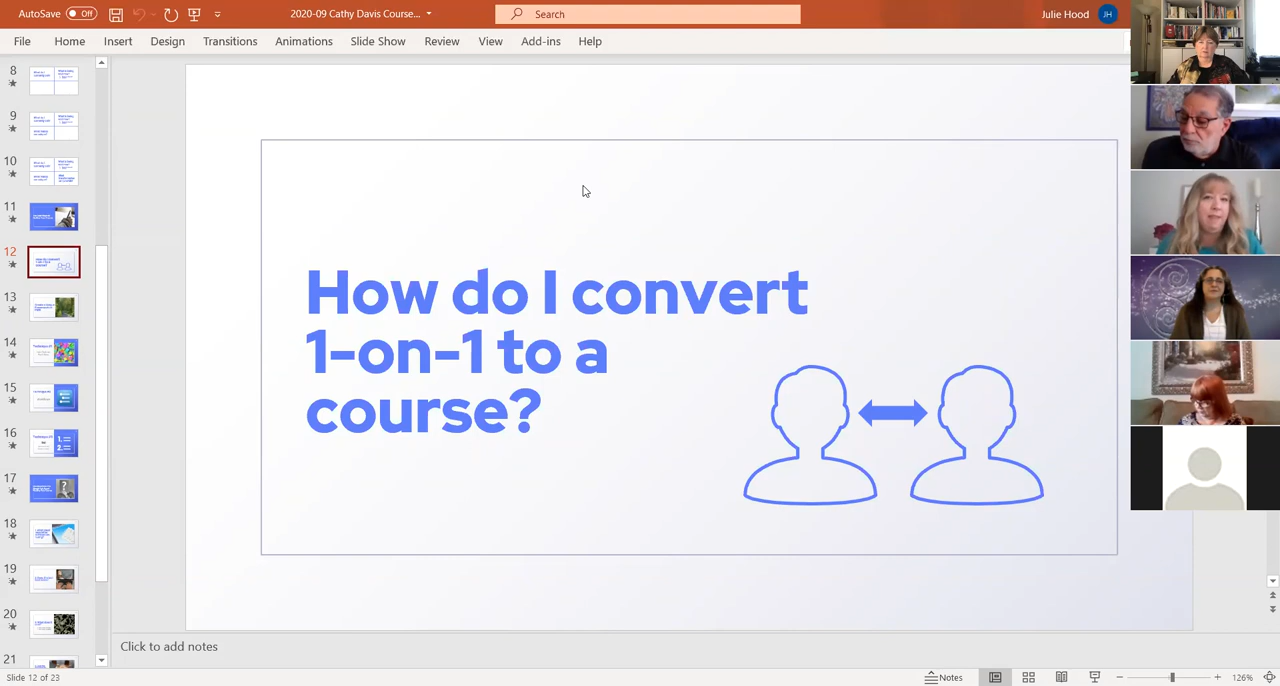 AutoSave Off 2020-09 Cathy Davis Course... Search Julie Hood JH
File Home Insert Design Transitions Animations Slide Show Review View Add-ins Help
8
9
10
11
12
13
14
15
16
17
18
19
20
21
How do I convert
1-on-1 to a
course?
Click to add notes
Slide 12 of 23 Notes 126%